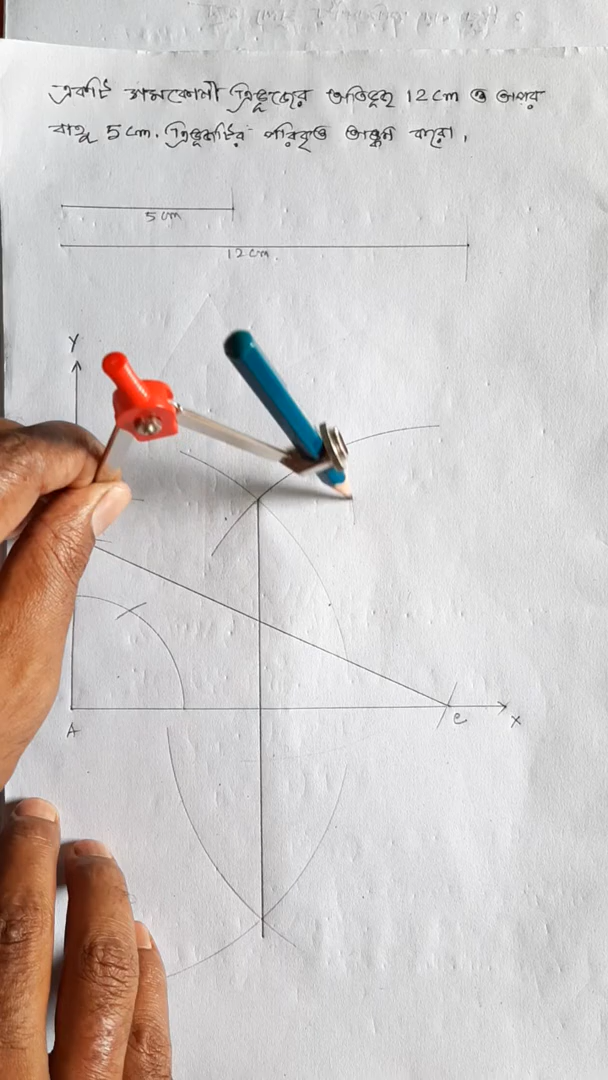 একটি সমকোণী ত্রিভূজের অতিভূজ 12 cm ও অপর
বাহু 5 cm. ত্রিভূজটির পরিবৃত্ত অঙ্কন করো।
5 cm
12 cm.
Y
A
C
X